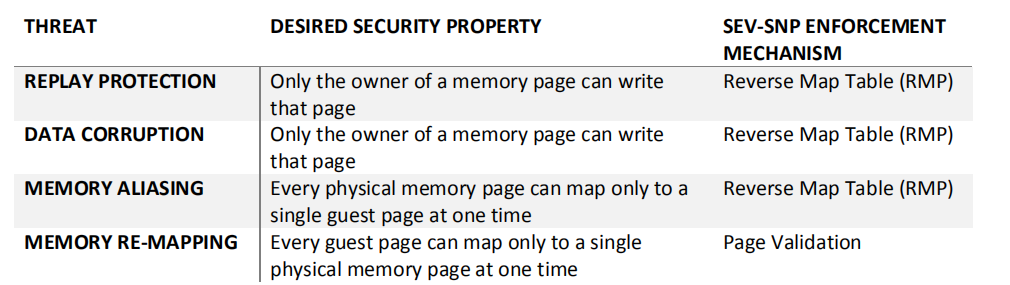 THREAT DESIRED SECURITY PROPERTY SEV-SNP ENFORCEMENT
MECHANISM
REPLAY PROTECTION Only the owner of a memory page can write Reverse Map Table (RMP)
that page
DATA CORRUPTION Only the owner of a memory page can write Reverse Map Table (RMP)
that page
MEMORY ALIASING Every physical memory page can map only to a Reverse Map Table (RMP)
single guest page at one time
MEMORY RE-MAPPING Every guest page can map only to a single Page Validation
physical memory page at one time